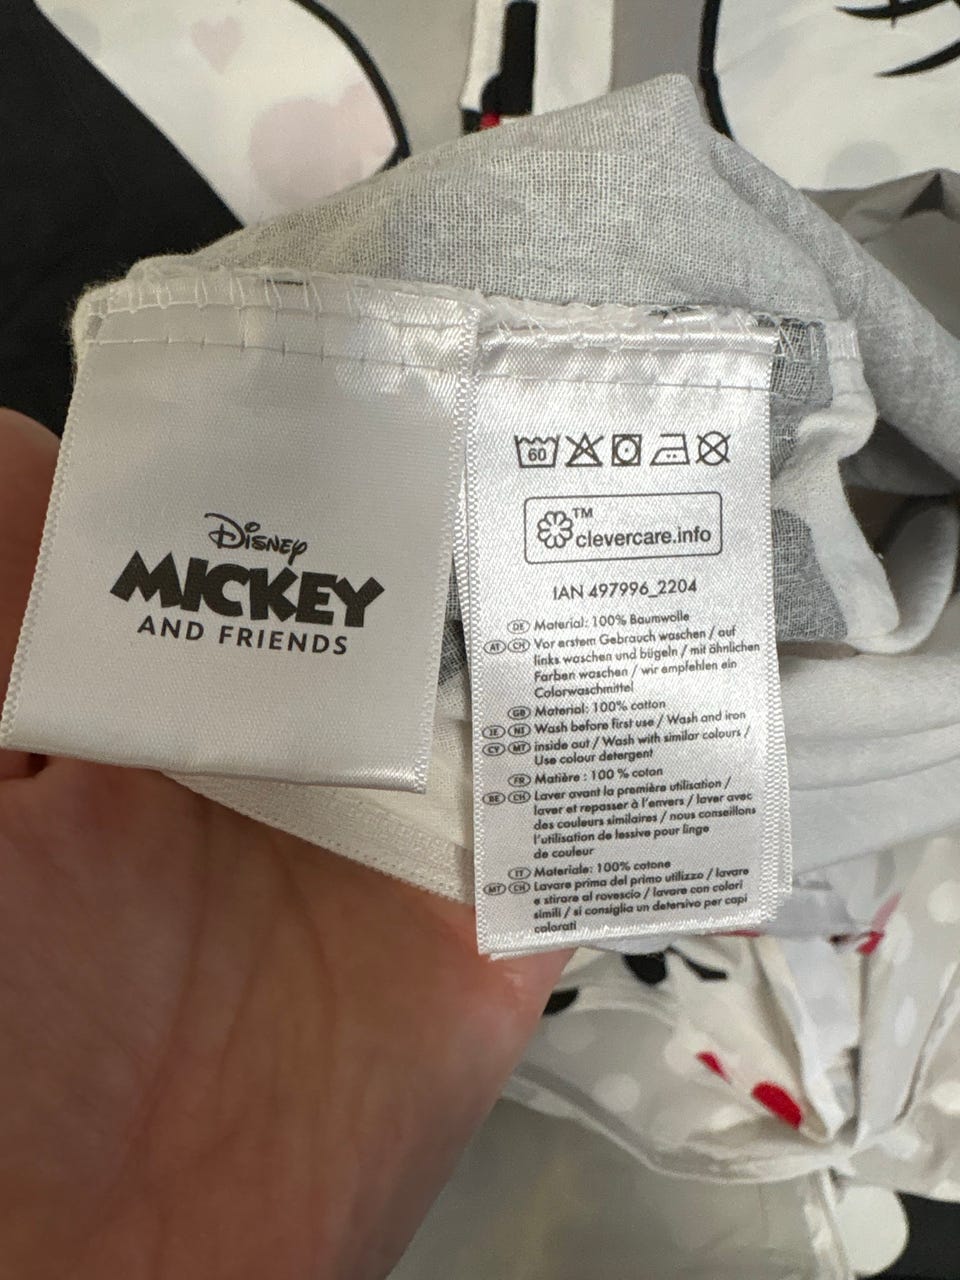 Disney
MICKEY
AND FRIENDS
60
TM
clevercare.info
IAN 497996_2204
DE Material: 100% Baumwolle
AT CH Vor erstem Gebrauch waschen / auf
links waschen und bügeln / mit ähnlichen
Farben waschen / wir empfehlen ein
Colorwaschmittel
GB Material: 100% cotton
IE NI Wash before first use / Wash and iron
CY MT inside out / Wash with similar colours /
Use colour detergent
FR Matière : 100 % coton
BE CH Laver avant la première utilisation /
laver et repasser à l'envers / laver avec
des couleurs similaires / nous conseillons
l'utilisation de lessive pour linge
de couleur
IT Materiale: 100% cotone
MT CH Lavare prima del primo utilizzo / lavare
e stirare al rovescio / lavare con colori
simili / si consiglia un detersivo per capi
colorati